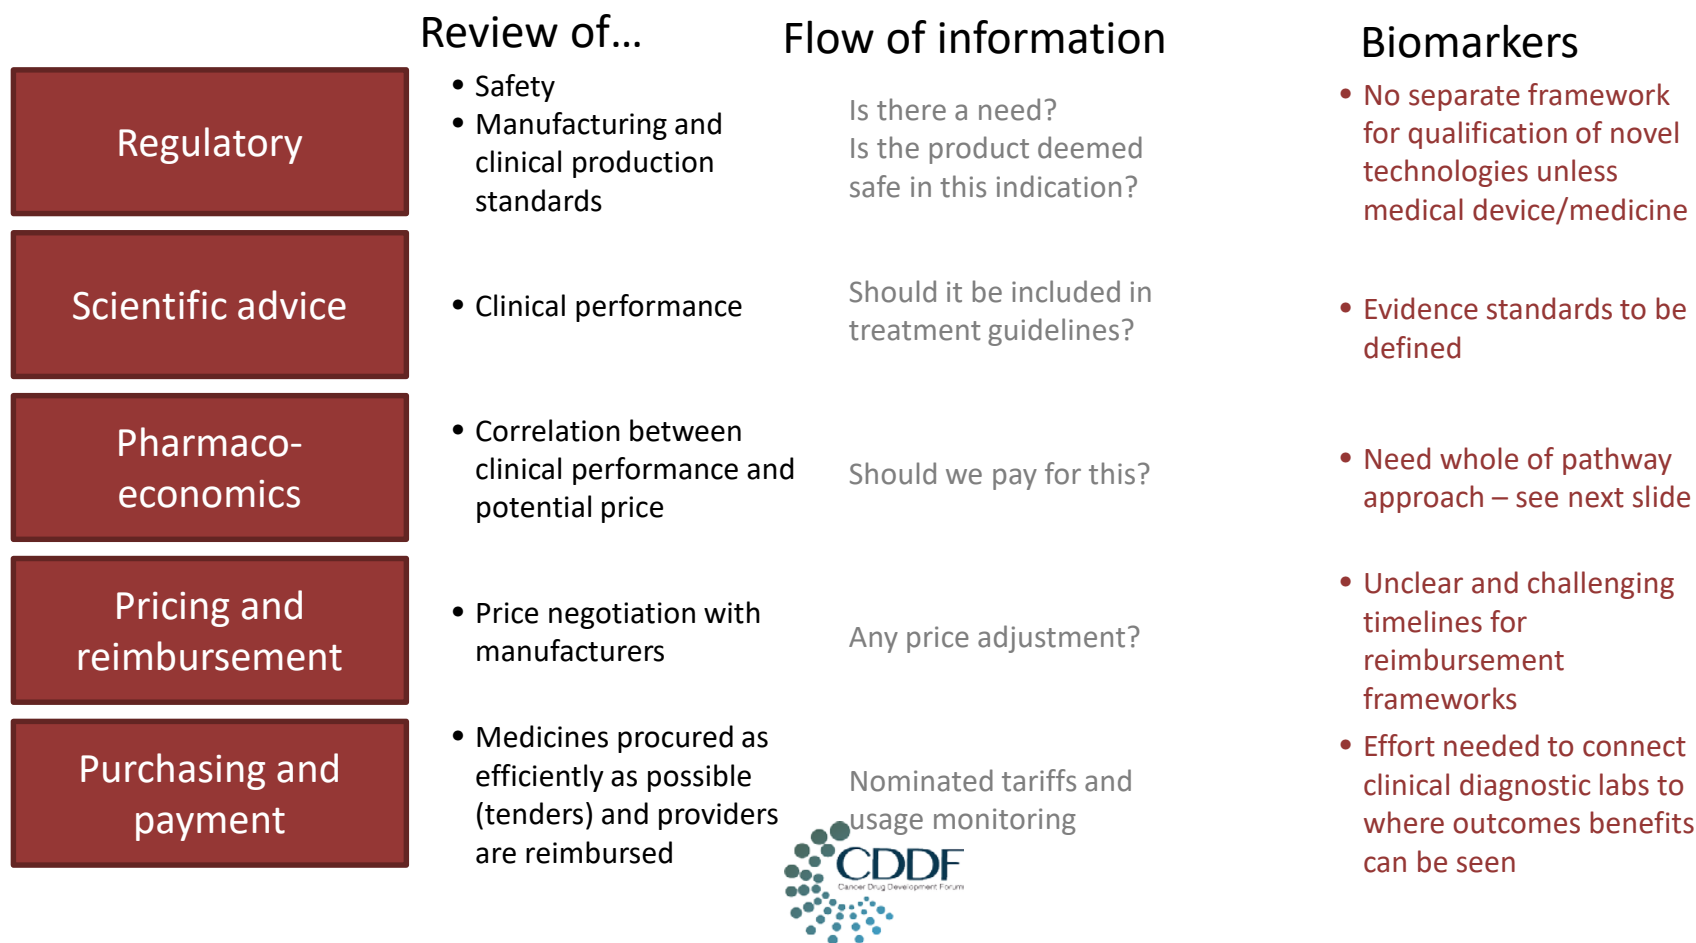 Review of…
Flow of information
Biomarkers
Regulatory
• Safety
• Manufacturing and
clinical production
standards
Is there a need?
Is the product deemed
safe in this indication?
• No separate framework
for qualification of novel
technologies unless
medical device/medicine
Scientific advice
• Clinical performance
Should it be included in
treatment guidelines?
• Evidence standards to be
defined
Pharmaco-
economics
• Correlation between
clinical performance and
potential price
Should we pay for this?
• Need whole of pathway
approach – see next slide
Pricing and
reimbursement
• Price negotiation with
manufacturers
Any price adjustment?
• Unclear and challenging
timelines for
reimbursement
frameworks
Purchasing and
payment
• Medicines procured as
efficiently as possible
(tenders) and providers
are reimbursed
Nominated tariffs and
usage monitoring
• Effort needed to connect
clinical diagnostic labs to
where outcomes benefits
can be seen
CDDF
Cancer Drug Development Forum